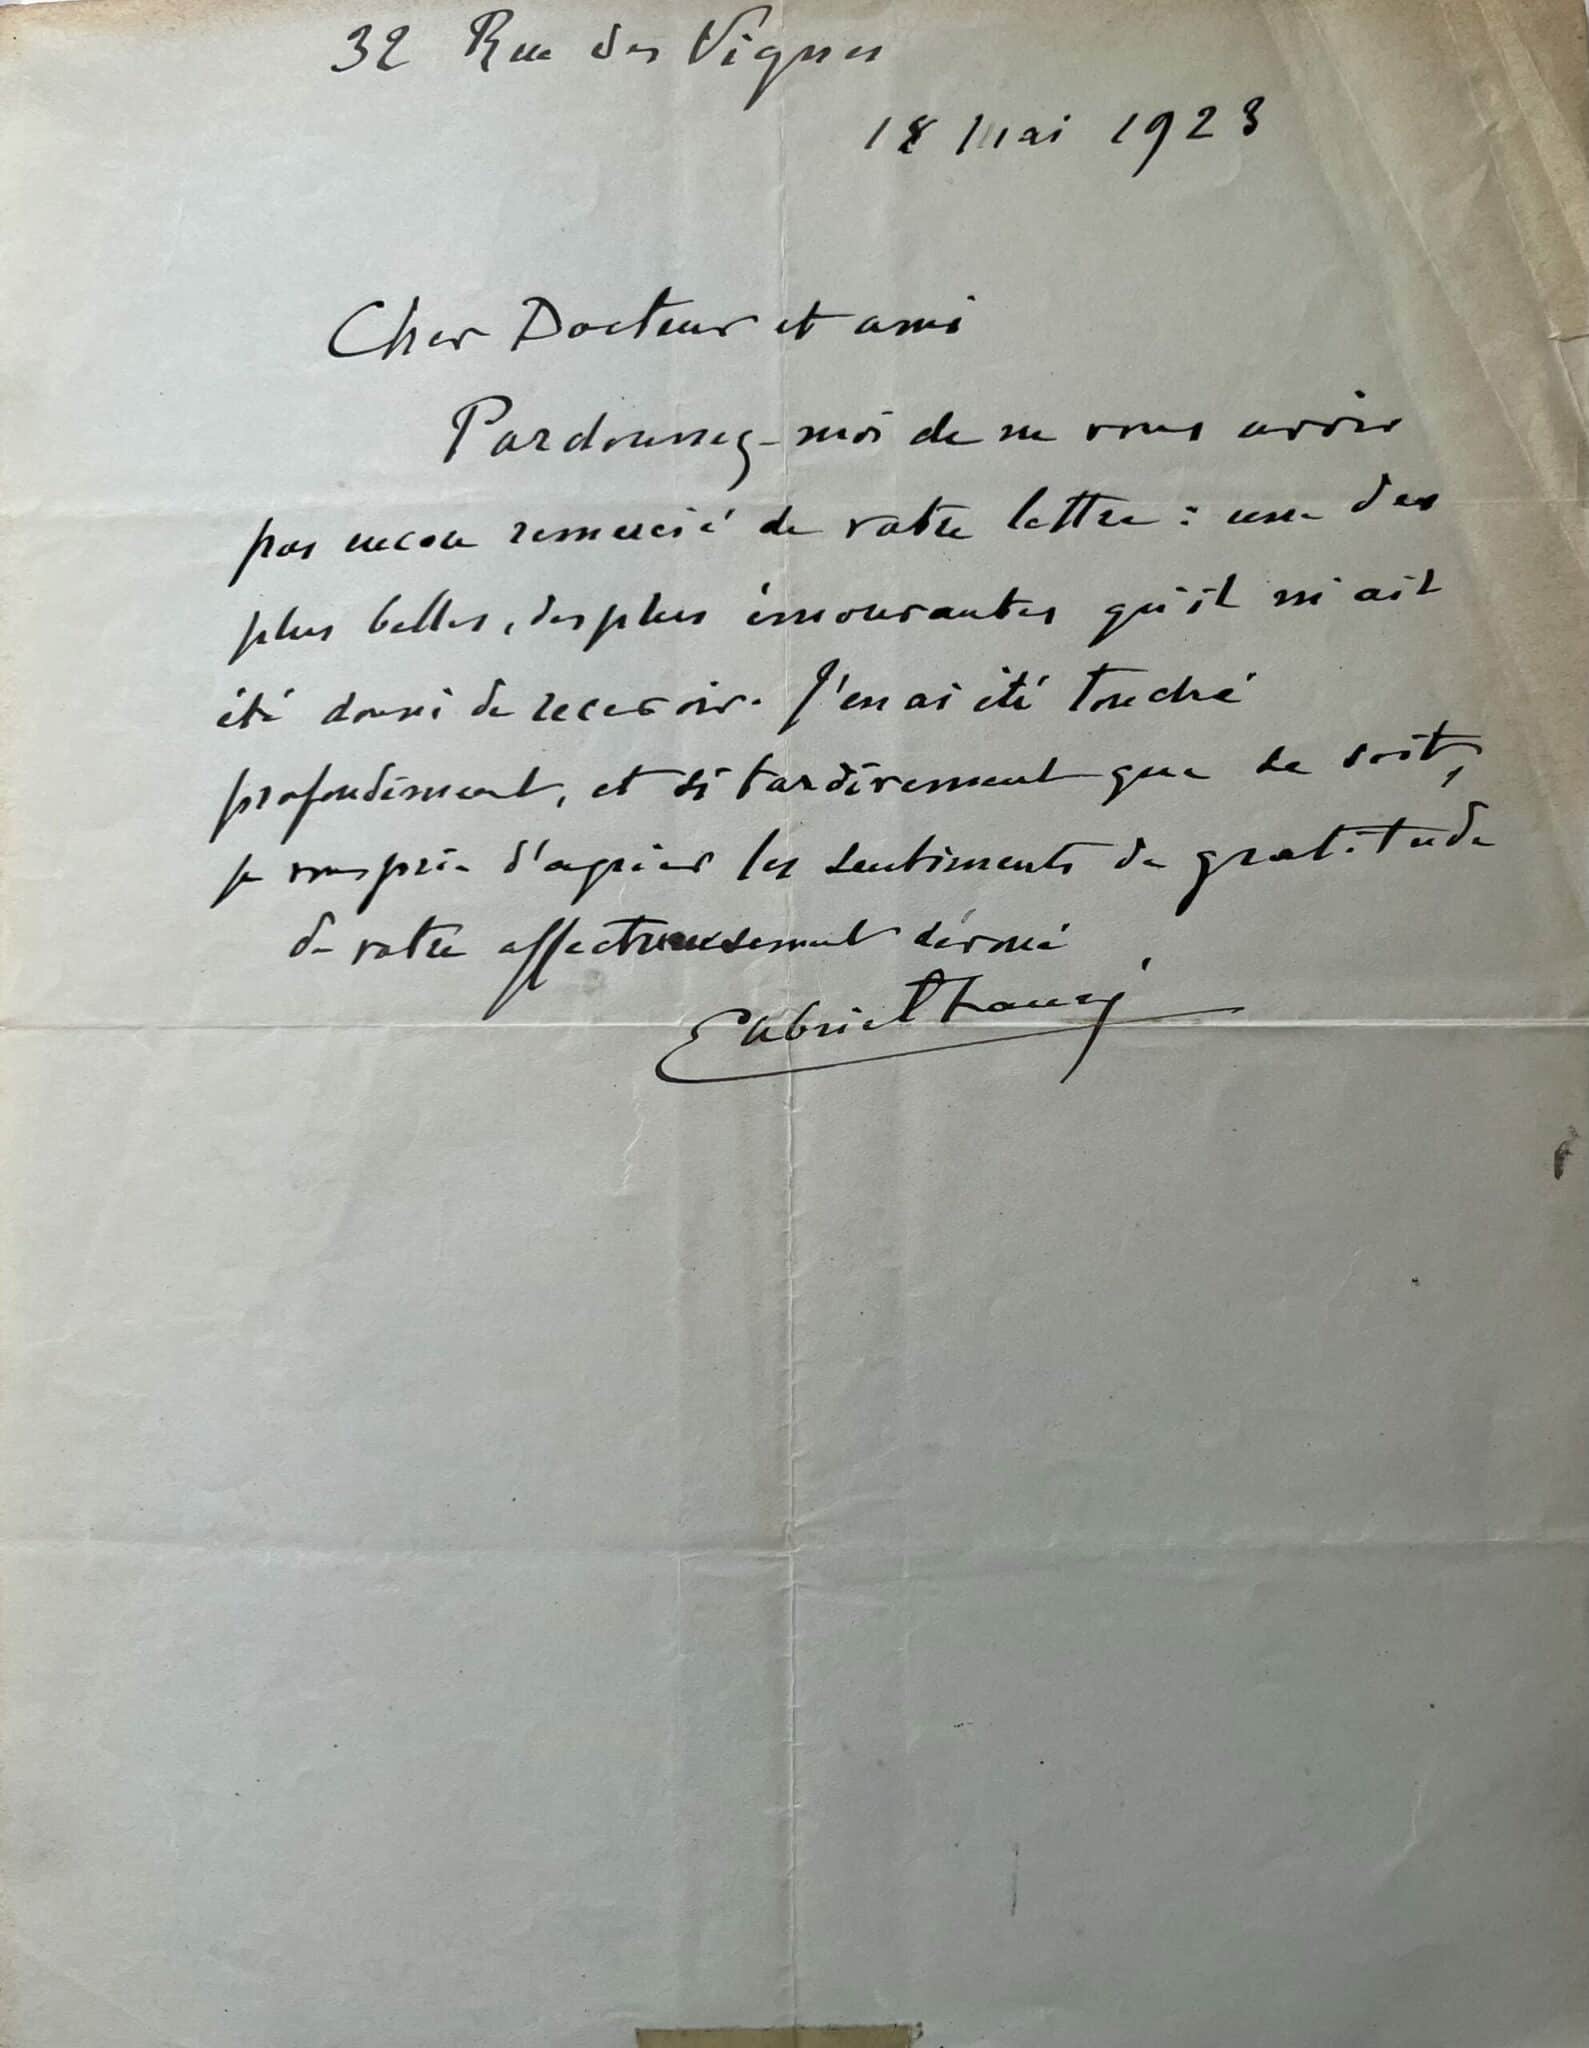 32 Rue des Vignes
18 Mai 1923
Cher Docteur et ami
Pardonnez-moi de ne vous avoir
pas encore remercié de votre lettre : une des
plus belles, des plus émouvantes qu'il m'ait
été donné de recevoir. J'en ai été touché
profondément, et si tardivement que ce soit,
je vous prie d'agréer les sentiments de gratitude
de votre affectueusement dévoué
Gabriel Fauré